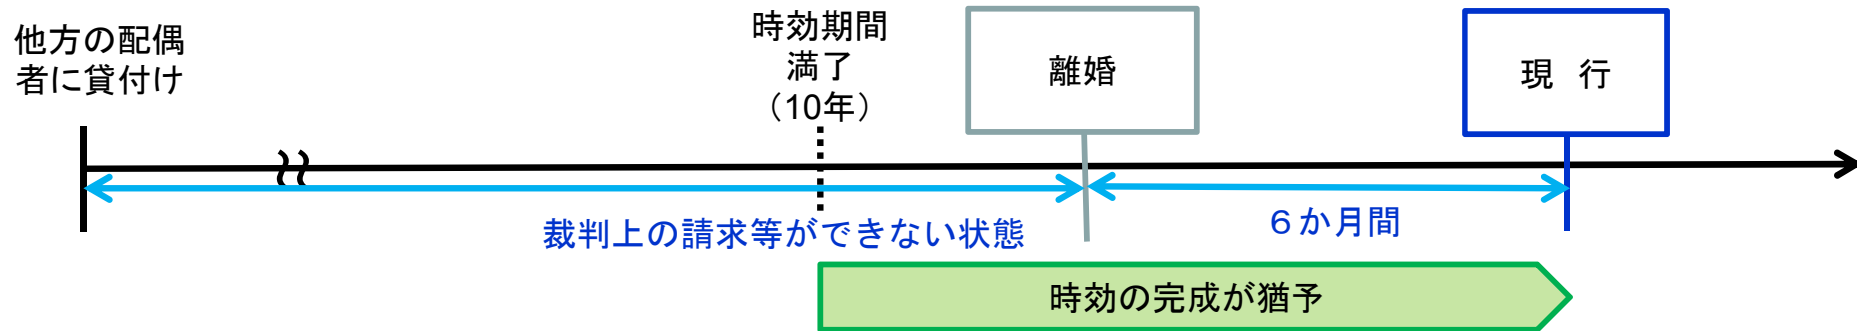 他方の配偶
者に貸付け
時効期間
満了
（10年）
離婚
現　行
裁判上の請求等ができない状態
６か月間
時効の完成が猶予